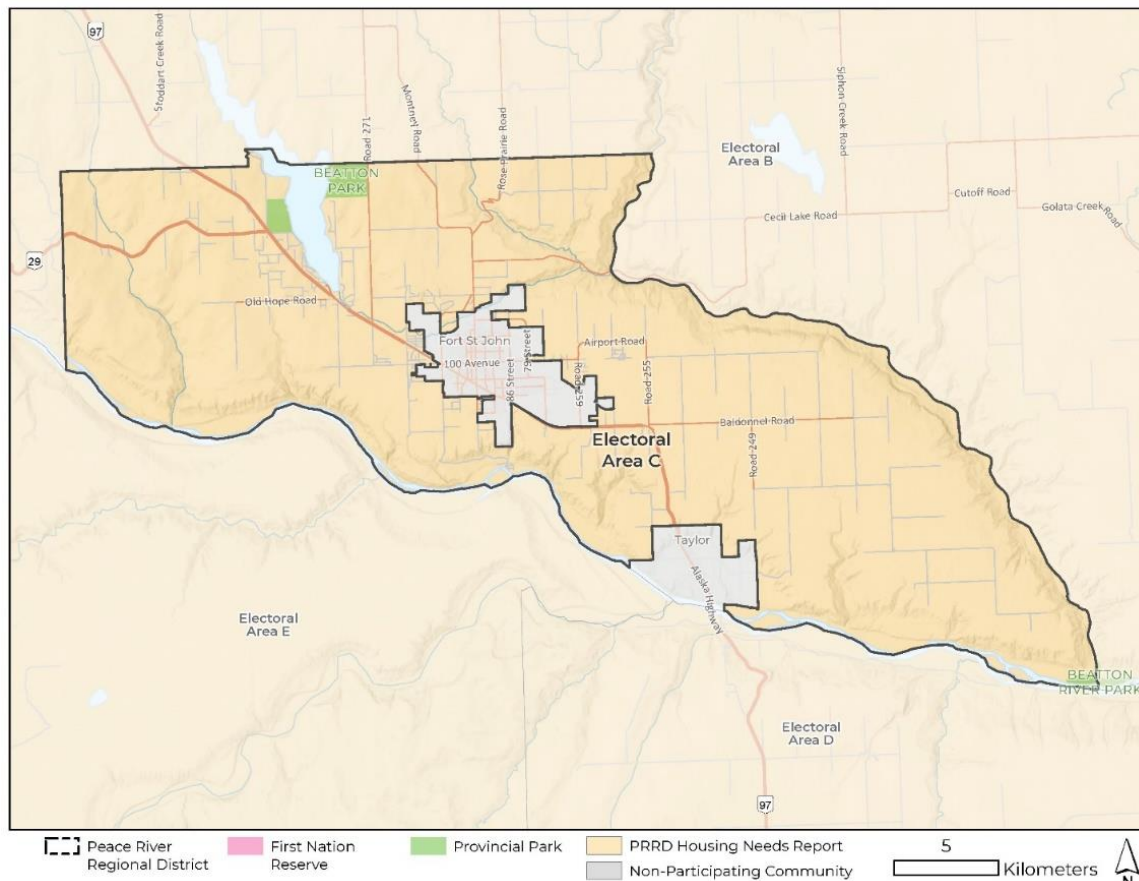 97
Stoddart Creek Road
Road 271
Montney Road
Rose Prairie Road
Siphon Creek Road
Electoral
Area B
BEATTON
PARK
Cutoff Road
Golata Creek
Road
Cecil Lake Road
29
Old Hope Road
Fort St John
100 Avenue
86 Street
79 Street
Airport Road
Road 259
Road 255
Baldonnel Road
Road 249
Electoral
Area C
Taylor
Alaska Highway
Electoral
Area E
BEATTON
RIVER PARK
Electoral
Area D
97
Peace River
Regional District
First Nation
Reserve
Provincial Park
PRRD Housing Needs Report
Non-Participating Community
5
Kilometers
N